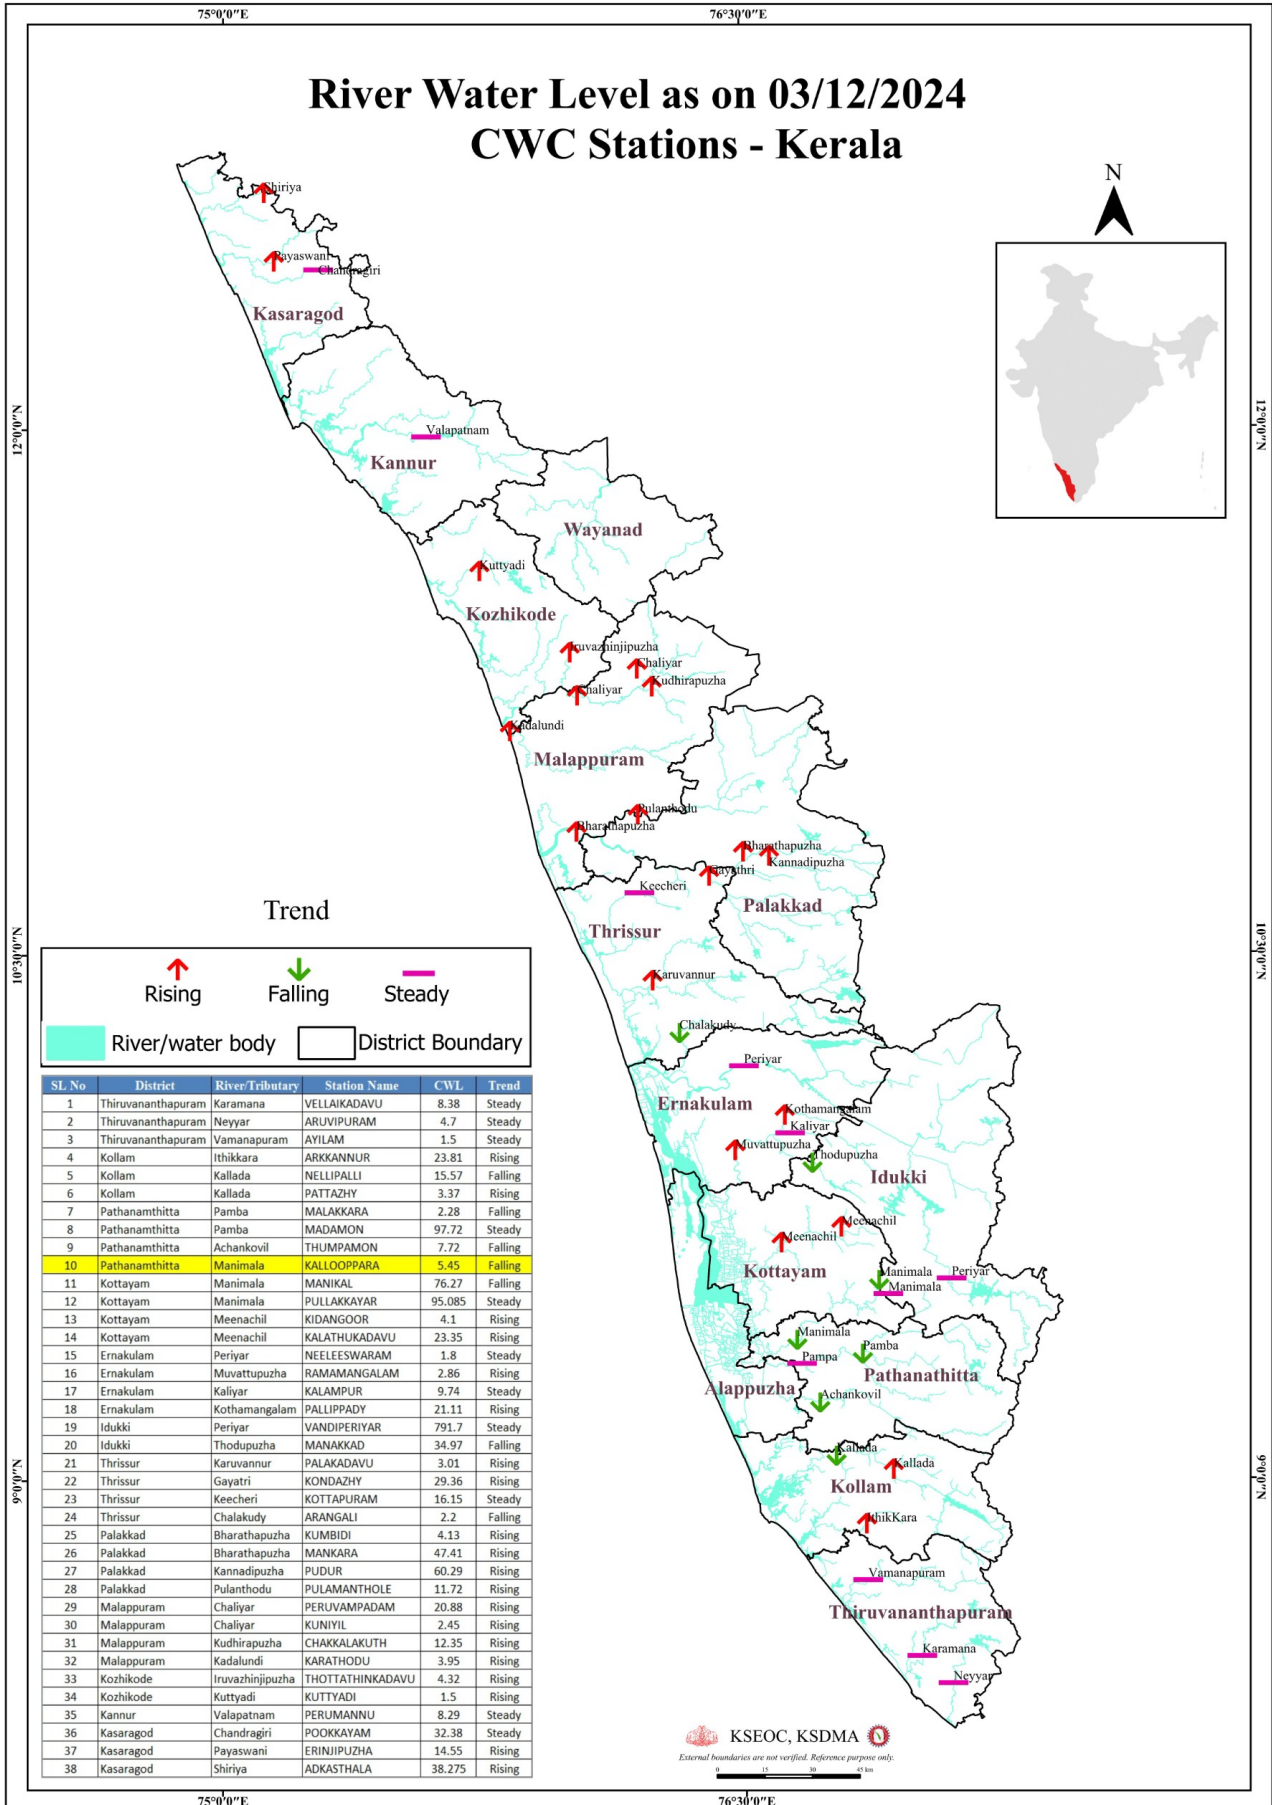 75°0'0"E 76°30'0"E
River Water Level as on 03/12/2024
CWC Stations - Kerala
N
Shiriya
Payaswani
Chandragiri
Kasaragod
12°0'0"N 12°0'0"N
Valapatnam
Kannur
Wayanad
Kuttyadi
Kozhikode
Iruvazhinjipuzha
Chaliyar
Kudhirapuzha
Chaliyar
Kadalundi
Malappuram
Pulanthodu
Bharathapuzha
Bharathapuzha
Kannadipuzha
Gayathri
Keecheri
Palakkad
Thrissur
10°30'0"N 10°30'0"N
Karuvannur
Chalakudy
Trend
Rising Falling Steady
River/water body District Boundary
Periyar
Ernakulam
Kothamangalam
Kaliyar
Muvattupuzha
Thodupuzha
Idukki
Meenachil
Meenachil
Kottayam
Manimala
Periyar
Manimala
Manimala
Pamba
Pampa
Pathanathitta
Alappuzha
Achankovil
Kallada
Kallada
Kollam
9°0'0"N 9°0'0"N
IthikKara
Vamanapuram
Thiruvananthapuram
Karamana
Neyyar
SL No District River/Tributary Station Name CWL Trend
1 Thiruvananthapuram Karamana VELLAIKADAVU 8.38 Steady
2 Thiruvananthapuram Neyyar ARUVIPURAM 4.7 Steady
3 Thiruvananthapuram Vamanapuram AYILAM 1.5 Steady
4 Kollam Ithikkara ARKKANNUR 23.81 Rising
5 Kollam Kallada NELLIPALLI 15.57 Falling
6 Kollam Kallada PATTAZHY 3.37 Rising
7 Pathanamthitta Pamba MALAKKARA 2.28 Falling
8 Pathanamthitta Pamba MADAMON 97.72 Steady
9 Pathanamthitta Achankovil THUMPAMON 7.72 Falling
10 Pathanamthitta Manimala KALLOOPPARA 5.45 Falling
11 Kottayam Manimala MANIKAL 76.27 Falling
12 Kottayam Manimala PULLAKKAYAR 95.085 Steady
13 Kottayam Meenachil KIDANGOOR 4.1 Rising
14 Kottayam Meenachil KALATHUKADAVU 23.35 Rising
15 Ernakulam Periyar NEELEESWARAM 1.8 Steady
16 Ernakulam Muvattupuzha RAMAMANGALAM 2.86 Rising
17 Ernakulam Kaliyar KALAMPUR 9.74 Steady
18 Ernakulam Kothamangalam PALLIPPADY 21.11 Rising
19 Idukki Periyar VANDIPERIYAR 791.7 Steady
20 Idukki Thodupuzha MANAKKAD 34.97 Falling
21 Thrissur Karuvannur PALAKADAVU 3.01 Rising
22 Thrissur Gayatri KONDAZHY 29.36 Rising
23 Thrissur Keecheri KOTTAPURAM 16.15 Steady
24 Thrissur Chalakudy ARANGALI 2.2 Falling
25 Palakkad Bharathapuzha KUMBIDI 4.13 Rising
26 Palakkad Bharathapuzha MANKARA 47.41 Rising
27 Palakkad Kannadipuzha PUDUR 60.29 Rising
28 Palakkad Pulanthodu PULAMANTHOLE 11.72 Rising
29 Malappuram Chaliyar PERUVAMPADAM 20.88 Rising
30 Malappuram Chaliyar KUNIYIL 2.45 Rising
31 Malappuram Kudhirapuzha CHAKKALAKUTH 12.35 Rising
32 Malappuram Kadalundi KARATHODU 3.95 Rising
33 Kozhikode Iruvazhinjipuzha THOTTATHINKADAVU 4.32 Rising
34 Kozhikode Kuttyadi KUTTYADI 1.5 Rising
35 Kannur Valapatnam PERUMANNU 8.29 Steady
36 Kasaragod Chandragiri POOKKAYAM 32.38 Steady
37 Kasaragod Payaswani ERINJIPUZHA 14.55 Rising
38 Kasaragod Shiriya ADKASTHALA 38.275 Rising
KSEOC, KSDMA
External boundaries are not verified. Reference purpose only.
0 15 30 45 km
75°0'0"E 76°30'0"E